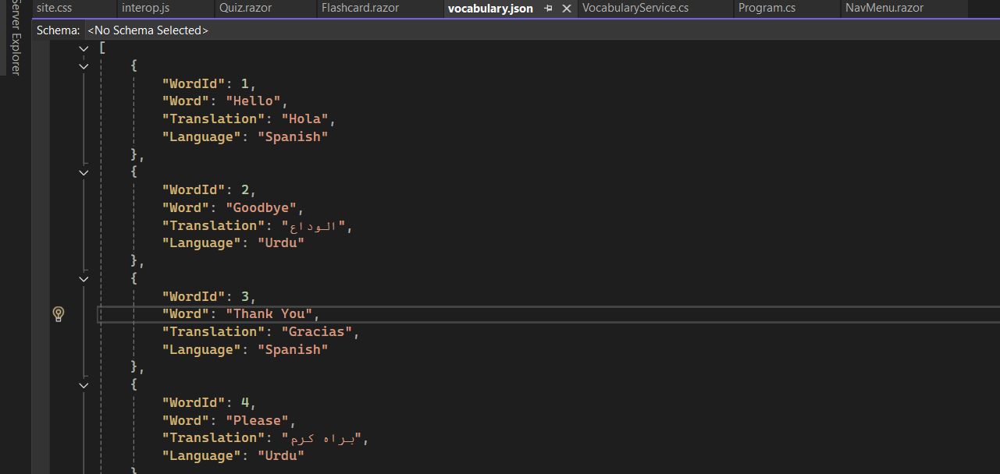 site.css
interop.js
Quiz.razor
Flashcard.razor
vocabulary.json
VocabularyService.cs
Program.cs
NavMenu.razor
Server Explorer
Schema: <No Schema Selected>
[
{
"WordId": 1,
"Word": "Hello",
"Translation": "Hola",
"Language": "Spanish"
},
{
"WordId": 2,
"Word": "Goodbye",
"Translation": "الوداع",
"Language": "Urdu"
},
{
"WordId": 3,
"Word": "Thank You",
"Translation": "Gracias",
"Language": "Spanish"
},
{
"WordId": 4,
"Word": "Please",
"Translation": "براہ کرم",
"Language": "Urdu"
}